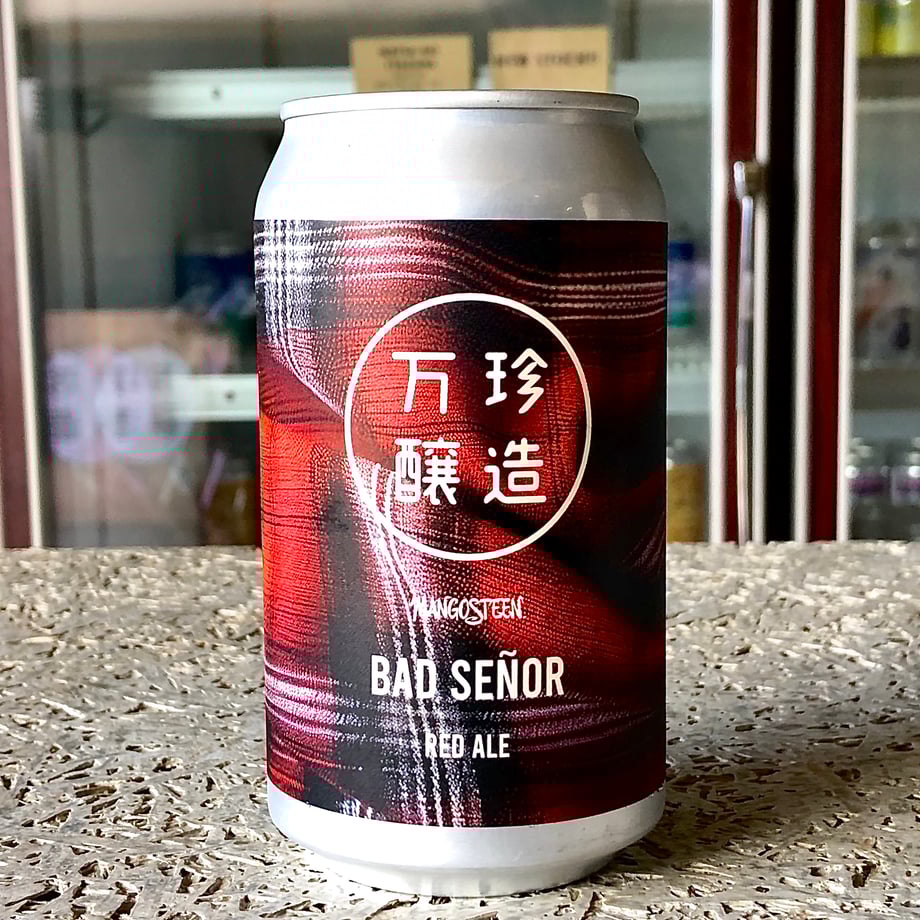 万珍
醸造
MANGOSTEEN
BAD SEÑOR
RED ALE